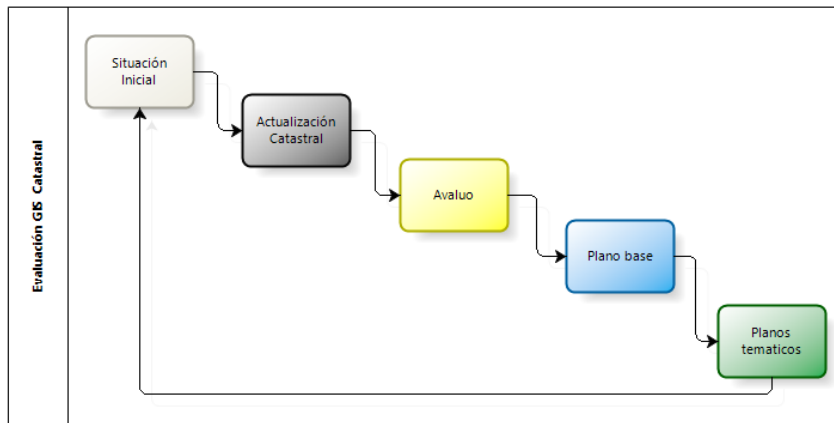 Evaluación GIS Catastral
Situación
Inicial
Actualización
Catastral
Avaluo
Plano base
Planos
tematicos